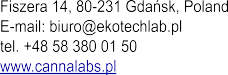 Fiszera 14, 80-231 Gdańsk, Poland
E-mail: biuro@ekotechlab.pl
tel. +48 58 380 01 50
www.cannalabs.pl